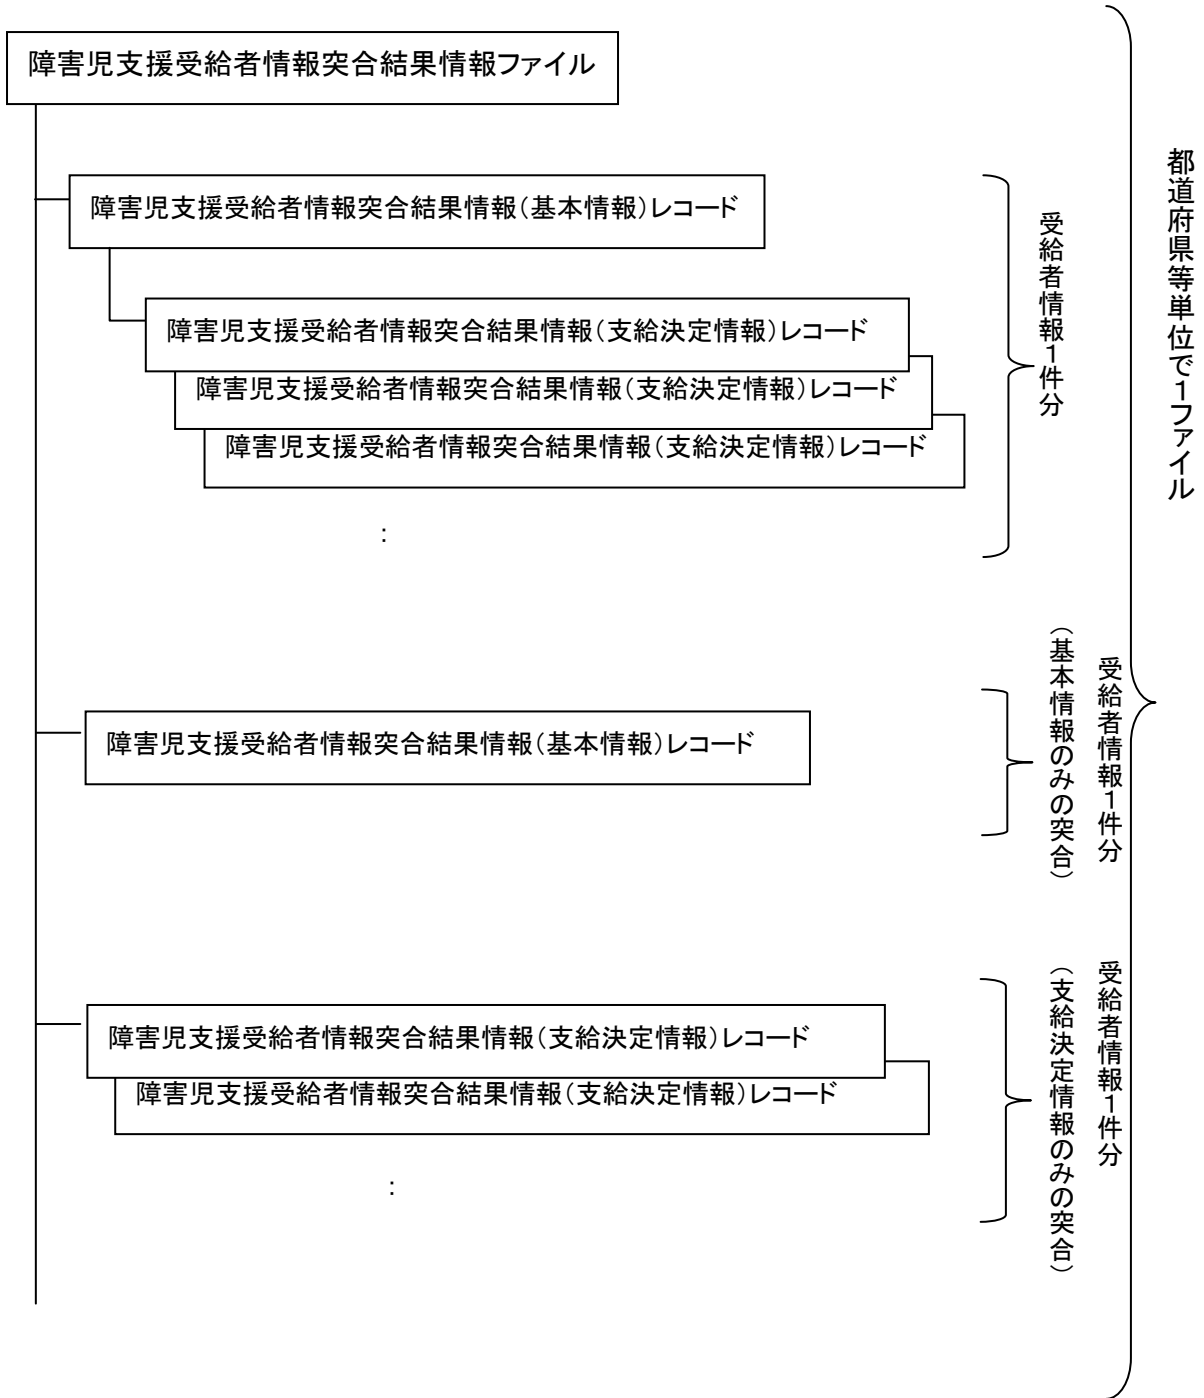 障害児支援受給者情報突合結果情報ファイル
障害児支援受給者情報突合結果情報(基本情報)レコード
障害児支援受給者情報突合結果情報(支給決定情報)レコード
障害児支援受給者情報突合結果情報(支給決定情報)レコード
障害児支援受給者情報突合結果情報(支給決定情報)レコード
:
受給者情報1件分
都道府県等単位で1ファイル
障害児支援受給者情報突合結果情報(基本情報)レコード
受給者情報1件分
(基本情報のみの突合)
障害児支援受給者情報突合結果情報(支給決定情報)レコード
障害児支援受給者情報突合結果情報(支給決定情報)レコード
:
受給者情報1件分
(支給決定情報のみの突合)